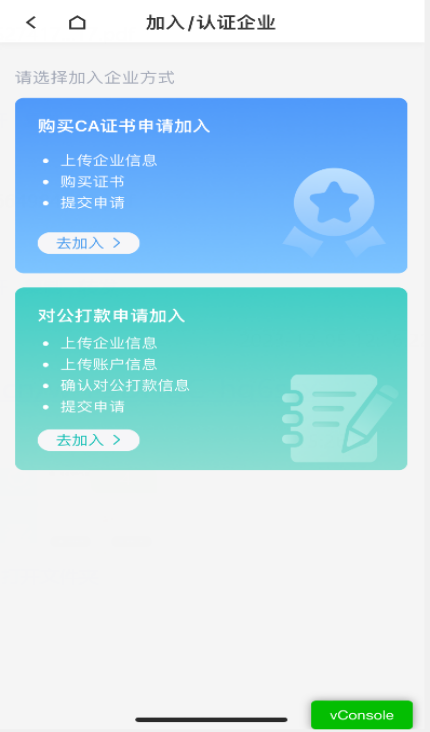 加入/认证企业
请选择加入企业方式
购买CA证书申请加入
• 上传企业信息
• 购买证书
• 提交申请
去加入 >
对公打款申请加入
• 上传企业信息
• 上传账户信息
• 确认对公打款信息
• 提交申请
去加入 >
vConsole